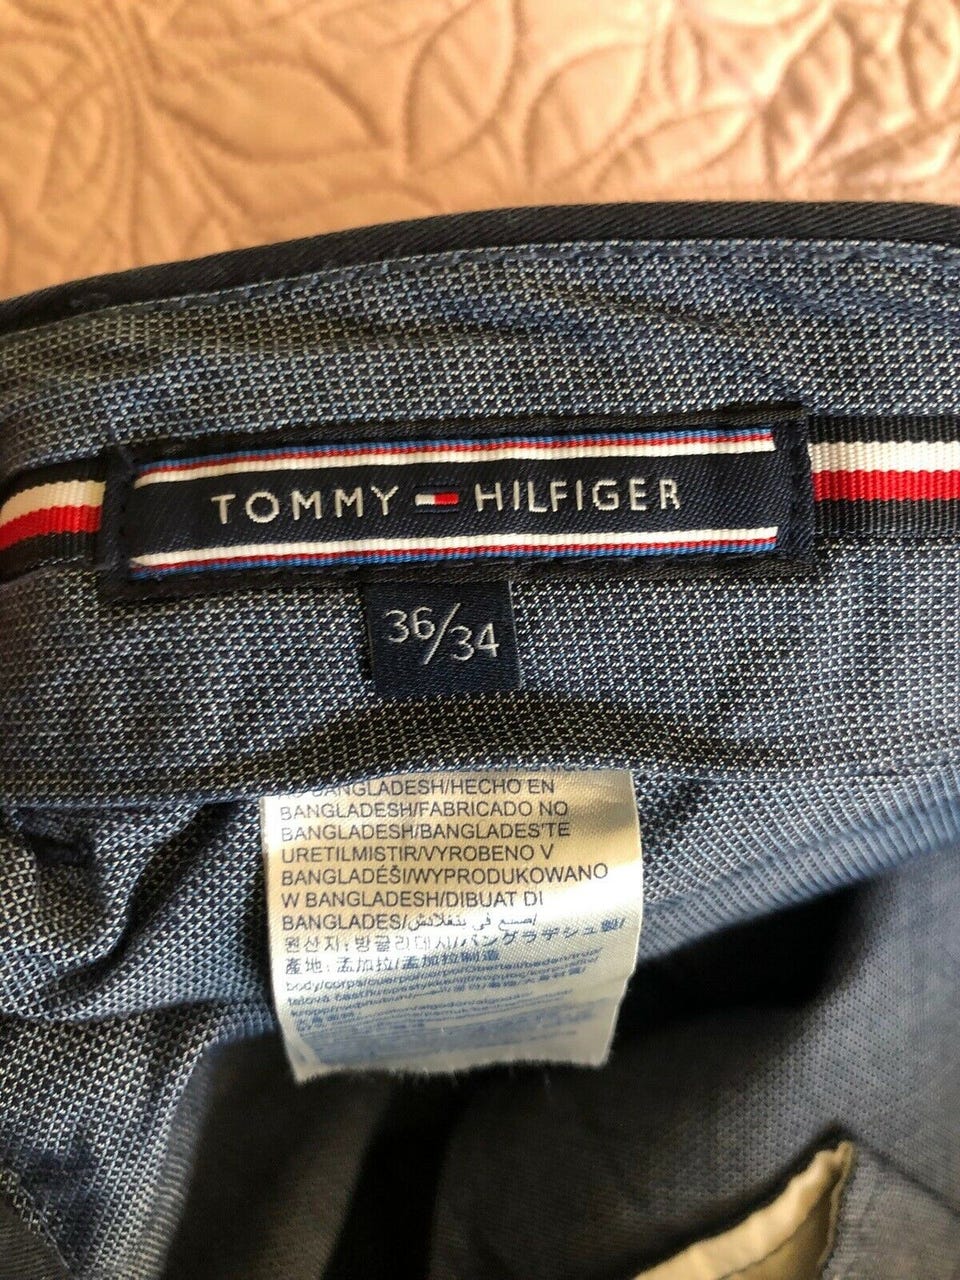 TOMMY HILFIGER
36/34
BANGLADESH/HECHO EN
BANGLADESH/FABRICADO NO
BANGLADESH/BANGLADES'TE
URETILMISTIR/VYROBENO V
BANGLADÉŠI/WYPRODUKOWANO
W BANGLADESH/DIBUAT DI
BANGLADES/صنع في بنغلادش/
원산지: 방글라데시/バングラデシュ製/
產地: 孟加拉/孟加拉制造